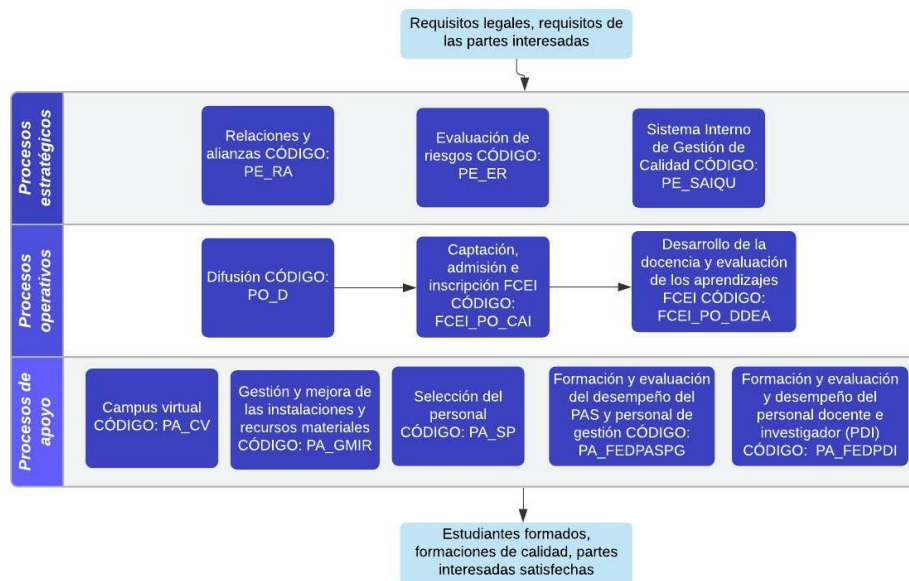 Requisitos legales, requisitos de
las partes interesadas
Procesos
estratégicos
Relaciones y
alianzas CÓDIGO:
PE_RA
Evaluación de
riesgos CÓDIGO:
PE_ER
Sistema Interno
de Gestión de
Calidad CÓDIGO:
PE_SAIQU
Procesos
operativos
Difusión CÓDIGO:
PO_D
Captación,
admisión e
inscripción FCEI
CÓDIGO:
FCEI_PO_CAI
Desarrollo de la
docencia y evaluación
de los aprendizajes
FCEI CÓDIGO:
FCEI_PO_DDEA
Procesos de
apoyo
Campus virtual
CÓDIGO: PA_CV
Gestión y mejora de
las instalaciones y
recursos materiales
CÓDIGO: PA_GMIR
Selección del
personal
CÓDIGO: PA_SP
Formación y evaluación
del desempeño del
PAS y personal de
gestión CÓDIGO:
PA_FEDPASPG
Formación y evaluación
y desempeño del
personal docente e
investigador (PDI)
CÓDIGO: PA_FEDPDI
Estudiantes formados,
formaciones de calidad, partes
interesadas satisfechas